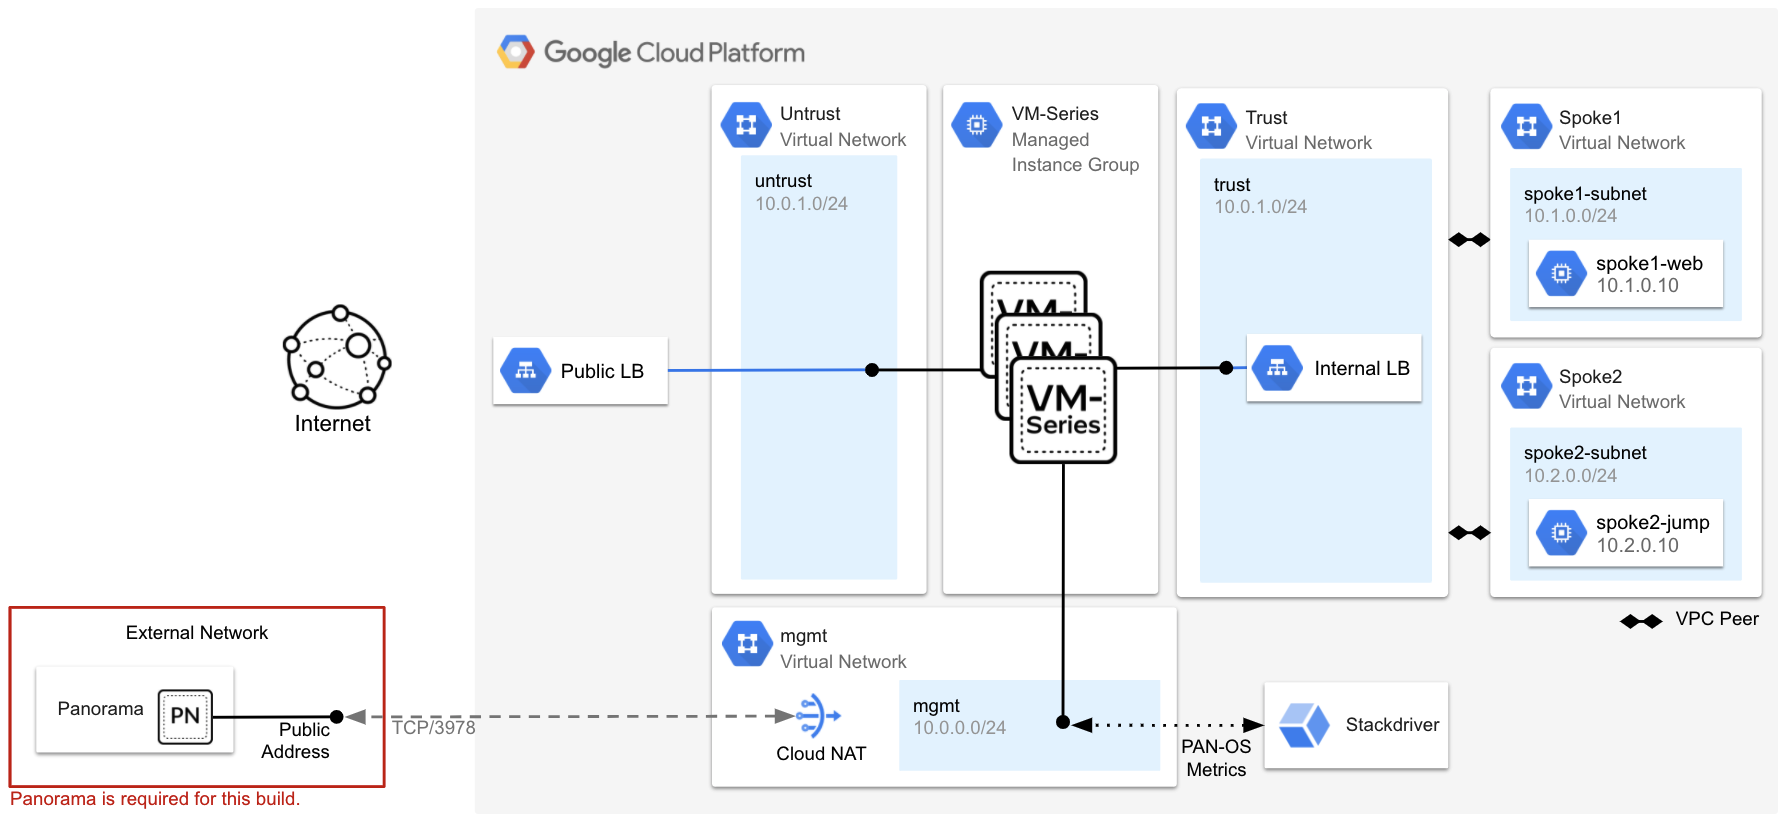 Google Cloud Platform
Untrust
Virtual Network
untrust
10.0.1.0/24
VM-Series
Managed
Instance Group
Trust
Virtual Network
trust
10.0.1.0/24
Spoke1
Virtual Network
spoke1-subnet
10.1.0.0/24
spoke1-web
10.1.0.10
Internet
Public LB
VM-
VM-
VM-
Series
Internal LB
Spoke2
Virtual Network
spoke2-subnet
10.2.0.0/24
spoke2-jump
10.2.0.10
VPC Peer
External Network
Panorama
PN
Public
Address
TCP/3978
mgmt
Virtual Network
Cloud NAT
mgmt
10.0.0.0/24
PAN-OS
Metrics
Stackdriver
Panorama is required for this build.